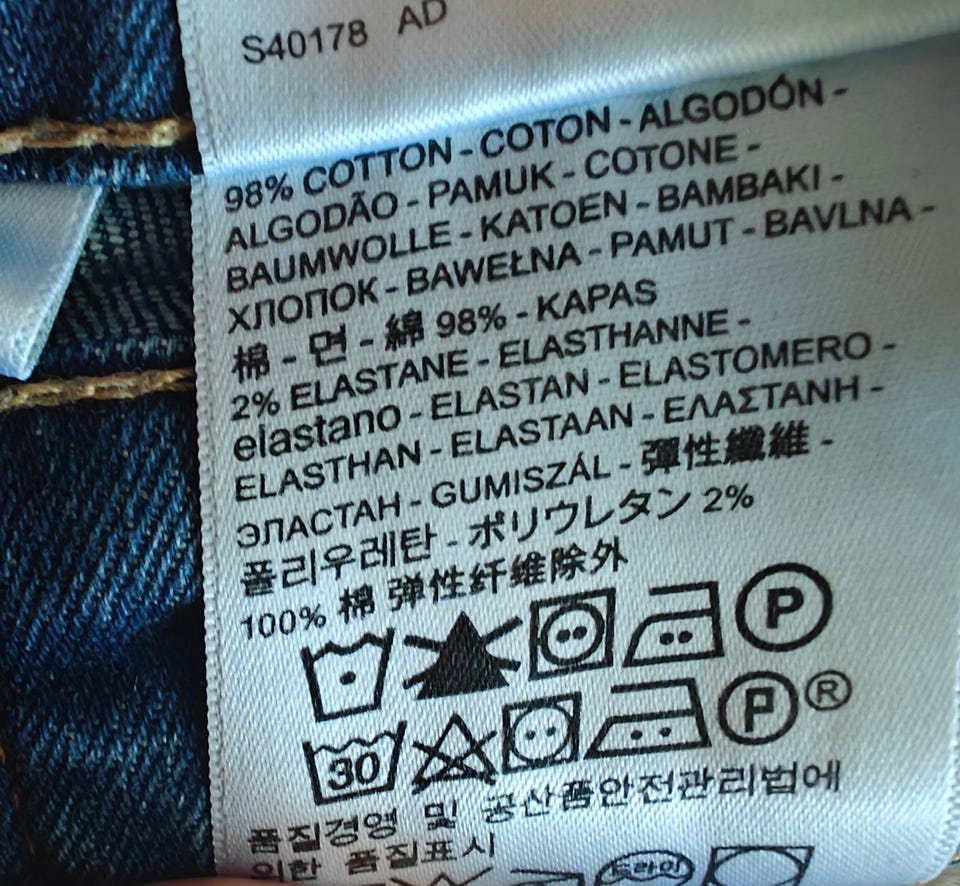 S40178 AD
98% COTTON - COTON - ALGODÓN -
ALGODÃO - PAMUK - COTONE -
BAUMWOLLE - KATOEN - BAMBAKI -
ХЛОПОК - BAWEŁNA - PAMUT - BAVLNA -
棉 - 면 - 綿 98% - KAPAS
2% ELASTANE - ELASTHANNE -
elastano - ELASTAN - ELASTOMERO -
ELASTHAN - ELASTAAN - ΕΛΑΣΤΑΝΗ -
ЭЛАСТАН - GUMISZÁL - 彈性纖維 -
폴리우레탄 - ポリウレタン 2%
100% 棉 弹性纤维除外
P
30 P ®
품질경영 및 공산품안전관리법에
의한 품질표시
드라이